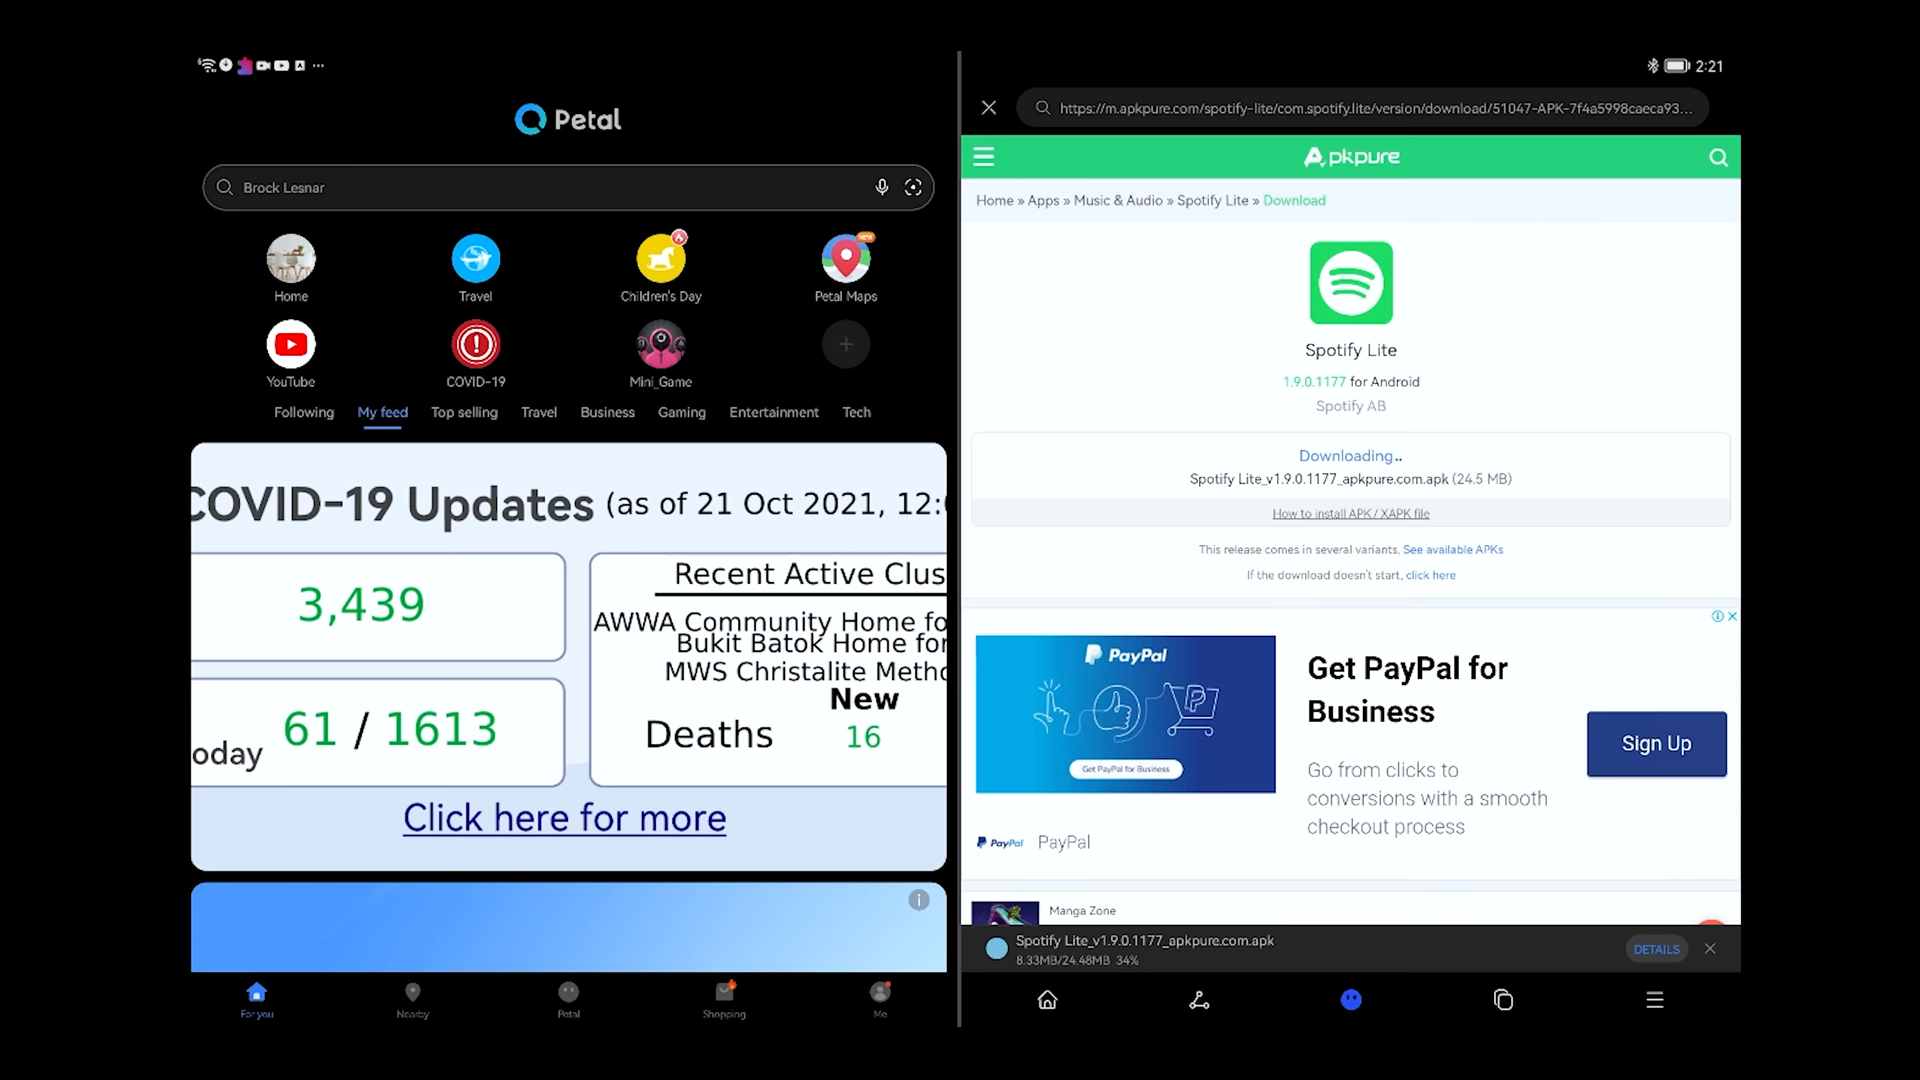 2:21
Petal
Brock Lesnar
Home
Travel
Children's Day
NEW
Petal Maps
YouTube
COVID-19
Mini_Game
Following
My feed
Top selling
Travel
Business
Gaming
Entertainment
Tech
COVID-19 Updates (as of 21 Oct 2021, 12:
3,439
oday 61 / 1613
Recent Active Clus
AWWA Community Home fo
Bukit Batok Home for
MWS Christalite Metho
New
Deaths 16
Click here for more
For you
Nearby
Petal
Shopping
Me
https://m.apkpure.com/spotify-lite/com.spotify.lite/version/download/51047-APK-7f4a5998caeca93...
Apkpure
Home » Apps » Music & Audio » Spotify Lite » Download
Spotify Lite
1.9.0.1177 for Android
Spotify AB
Downloading..
Spotify Lite_v1.9.0.1177_apkpure.com.apk (24.5 MB)
How to install APK / XAPK file
This release comes in several variants, See available APKs
If the download doesn't start, click here
PayPal
Get PayPal for Business
Get PayPal for
Business
Go from clicks to
conversions with a smooth
checkout process
Sign Up
PayPal PayPal
Manga Zone
Spotify Lite_v1.9.0.1177_apkpure.com.apk
8.33MB/24.48MB 34%
DETAILS